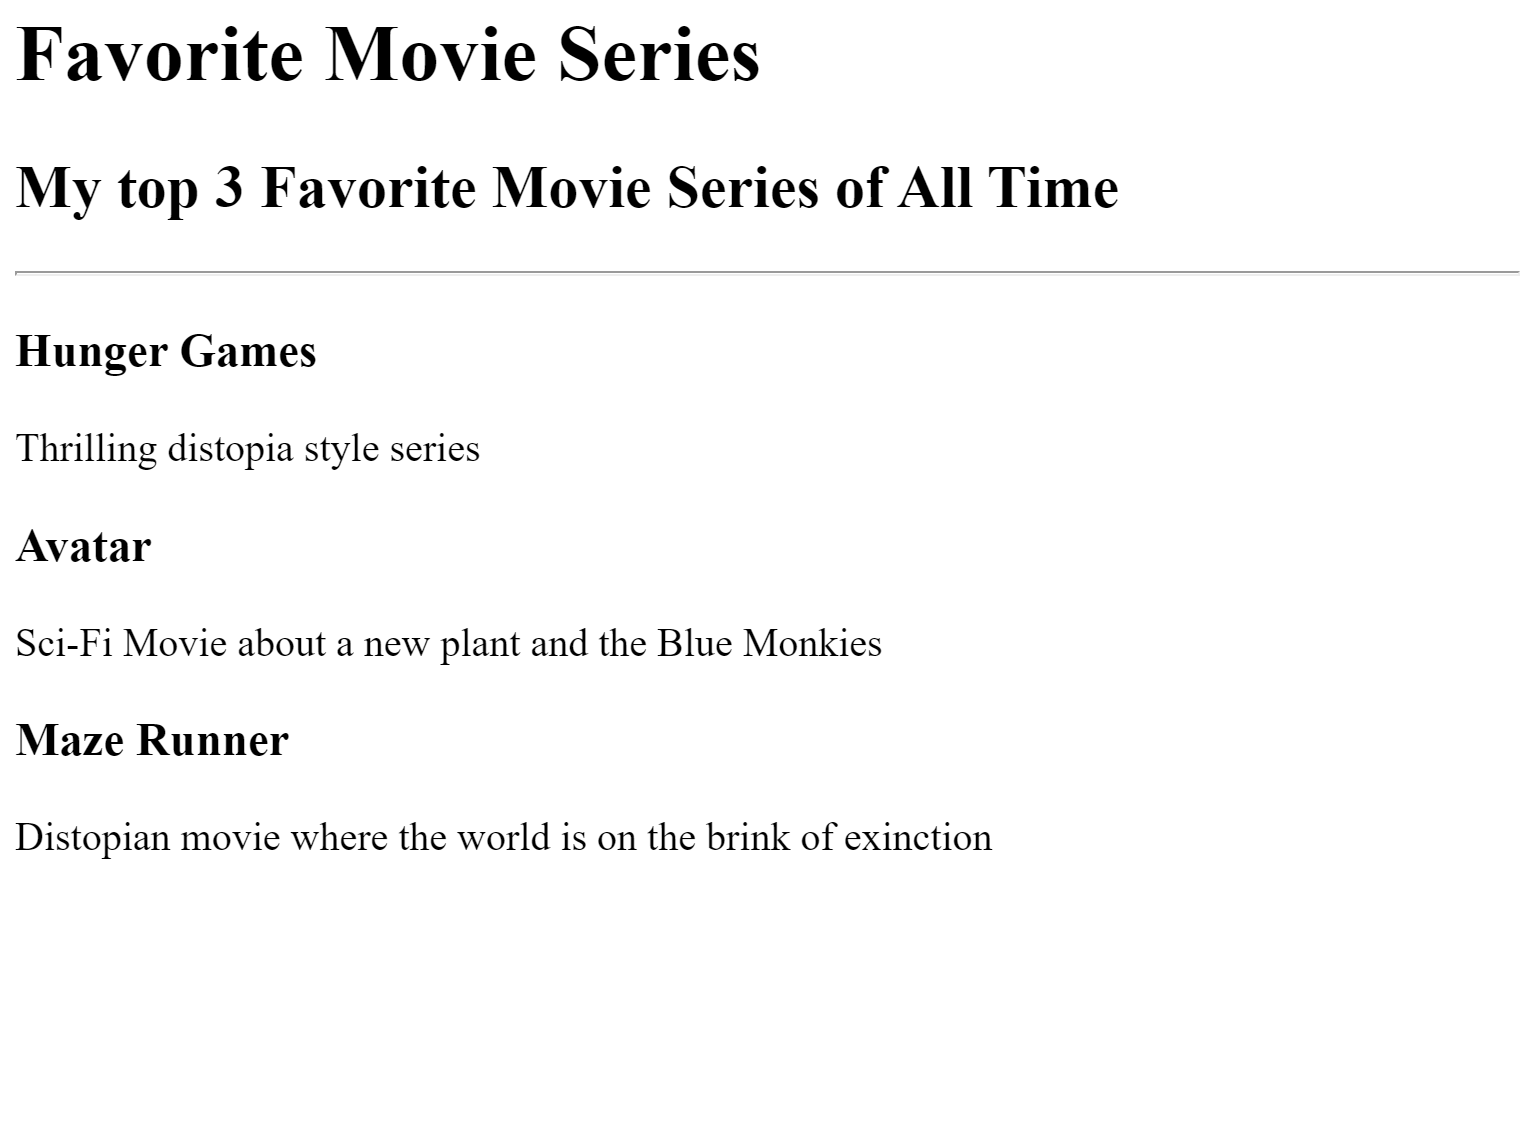 Favorite Movie Series
My top 3 Favorite Movie Series of All Time
Hunger Games
Thrilling distopia style series
Avatar
Sci-Fi Movie about a new plant and the Blue Monkies
Maze Runner
Distopian movie where the world is on the brink of exinction